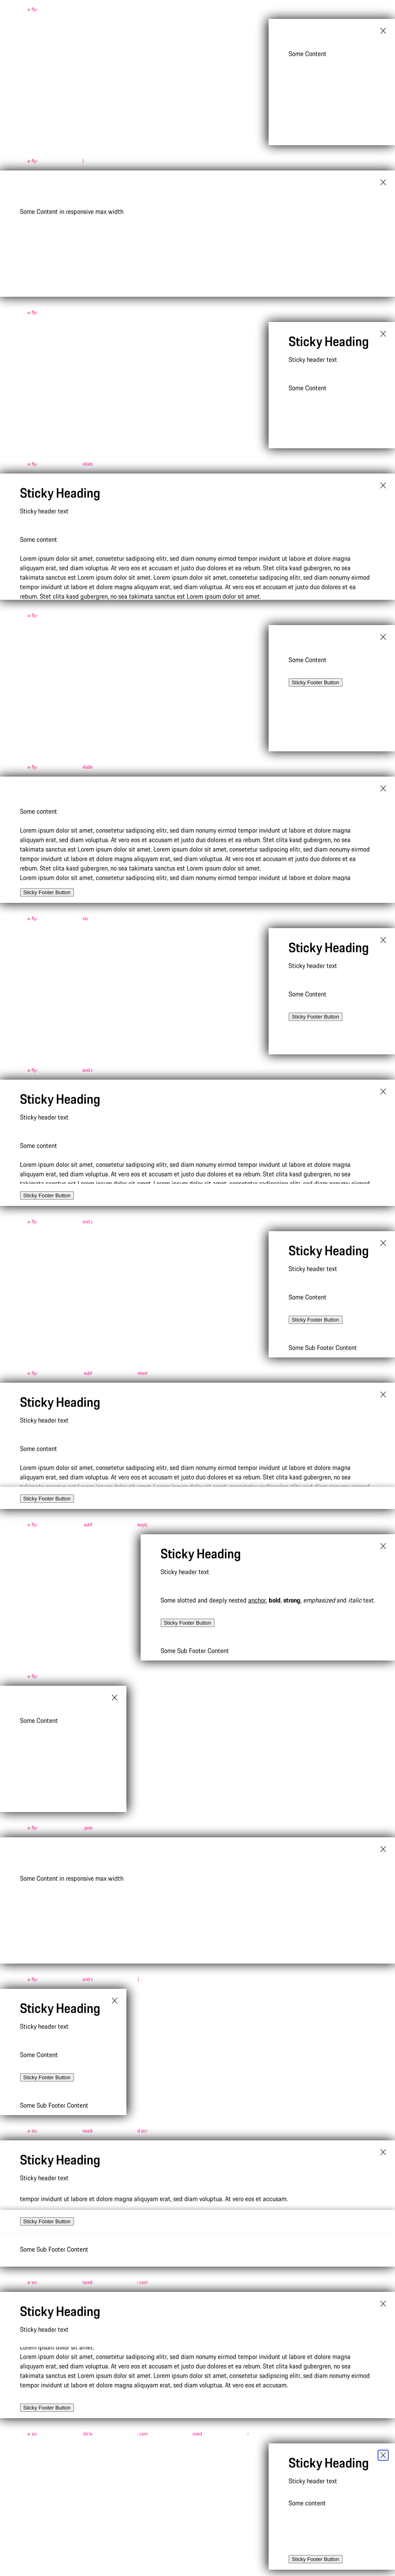 Some Content
Some Content in responsive max width
Sticky Heading
Sticky header text
Some Content
Sticky Heading
Sticky header text
Some content
Lorem ipsum dolor sit amet, consetetur sadipscing elitr, sed diam nonumy eirmod tempor invidunt ut labore et dolore magna
aliquyam erat, sed diam voluptua. At vero eos et accusam et justo duo dolores et ea rebum. Stet clita kasd gubergren, no sea
takimata sanctus est Lorem ipsum dolor sit amet. Lorem ipsum dolor sit amet, consetetur sadipscing elitr, sed diam nonumy eirmod
tempor invidunt ut labore et dolore magna aliquyam erat, sed diam voluptua. At vero eos et accusam et justo duo dolores et ea
rebum. Stet clita kasd gubergren, no sea takimata sanctus est Lorem ipsum dolor sit amet.
Some Content
Sticky Footer Button
Some content
Lorem ipsum dolor sit amet, consetetur sadipscing elitr, sed diam nonumy eirmod tempor invidunt ut labore et dolore magna
aliquyam erat, sed diam voluptua. At vero eos et accusam et justo duo dolores et ea rebum. Stet clita kasd gubergren, no sea
takimata sanctus est Lorem ipsum dolor sit amet. Lorem ipsum dolor sit amet, consetetur sadipscing elitr, sed diam nonumy eirmod
tempor invidunt ut labore et dolore magna aliquyam erat, sed diam voluptua. At vero eos et accusam et justo duo dolores et ea
rebum. Stet clita kasd gubergren, no sea takimata sanctus est Lorem ipsum dolor sit amet.
Lorem ipsum dolor sit amet, consetetur sadipscing elitr, sed diam nonumy eirmod tempor invidunt ut labore et dolore magna
Sticky Footer Button
Sticky Heading
Sticky header text
Some Content
Sticky Footer Button
Sticky Heading
Sticky header text
Some content
Lorem ipsum dolor sit amet, consetetur sadipscing elitr, sed diam nonumy eirmod tempor invidunt ut labore et dolore magna
aliquyam erat, sed diam voluptua. At vero eos et accusam et justo duo dolores et ea rebum. Stet clita kasd gubergren, no sea
takimata sanctus est Lorem ipsum dolor sit amet. Lorem ipsum dolor sit amet, consetetur sadipscing elitr, sed diam nonumy eirmod
Sticky Footer Button
Sticky Heading
Sticky header text
Some Content
Sticky Footer Button
Some Sub Footer Content
Sticky Heading
Sticky header text
Some content
Lorem ipsum dolor sit amet, consetetur sadipscing elitr, sed diam nonumy eirmod tempor invidunt ut labore et dolore magna
aliquyam erat, sed diam voluptua. At vero eos et accusam et justo duo dolores et ea rebum. Stet clita kasd gubergren, no sea
Sticky Footer Button
Sticky Heading
Sticky header text
Some slotted and deeply nested anchor, bold, strong, emphasized and italic text.
Sticky Footer Button
Some Sub Footer Content
Some Content
Some Content in responsive max width
Sticky Heading
Sticky header text
Some Content
Sticky Footer Button
Some Sub Footer Content
Sticky Heading
Sticky header text
tempor invidunt ut labore et dolore magna aliquyam erat, sed diam voluptua. At vero eos et accusam.
Sticky Footer Button
Some Sub Footer Content
Sticky Heading
Sticky header text
Lorem ipsum dolor sit amet.
Lorem ipsum dolor sit amet, consetetur sadipscing elitr, sed diam nonumy eirmod tempor invidunt ut labore et dolore magna
aliquyam erat, sed diam voluptua. At vero eos et accusam et justo duo dolores et ea rebum. Stet clita kasd gubergren, no sea
takimata sanctus est Lorem ipsum dolor sit amet. Lorem ipsum dolor sit amet, consetetur sadipscing elitr, sed diam nonumy eirmod
tempor invidunt ut labore et dolore magna aliquyam erat, sed diam voluptua. At vero eos et accusam.
Sticky Footer Button
Sticky Heading
Sticky header text
Some content
Sticky Footer Button